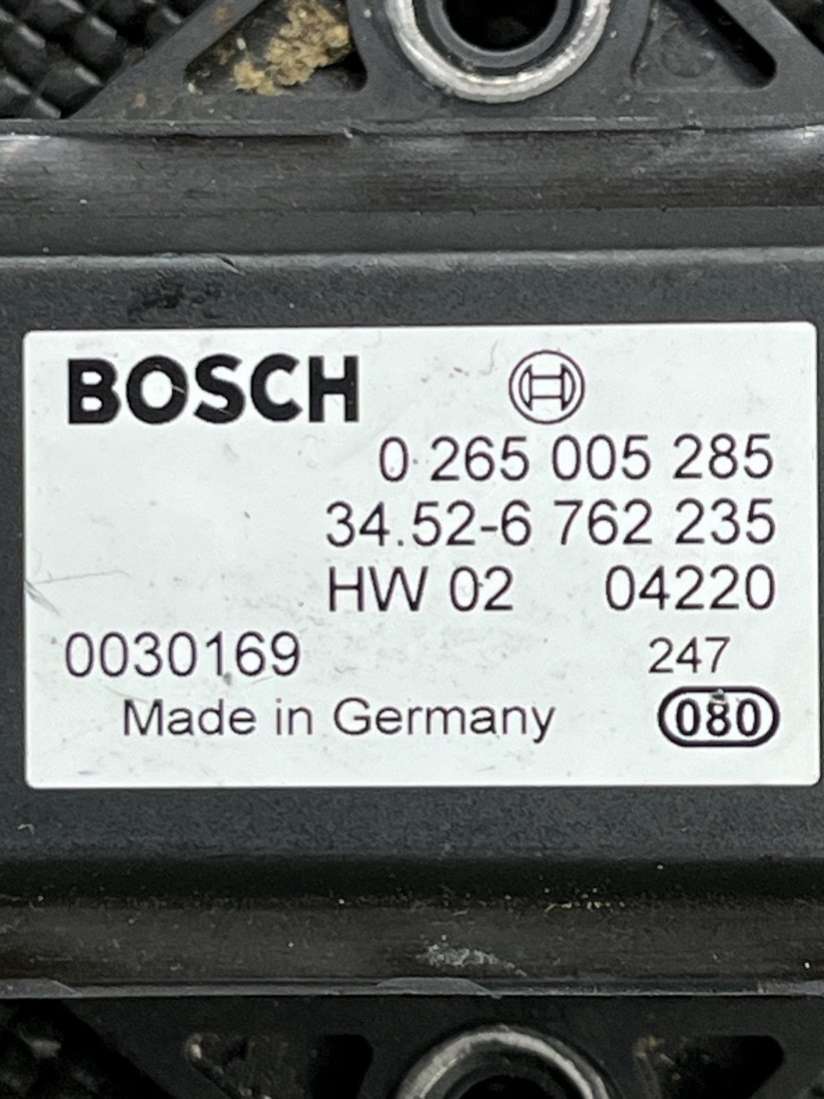 BOSCH
0 265 005 285
34.52-6 762 235
HW 02 04220
0030169 247
Made in Germany 080